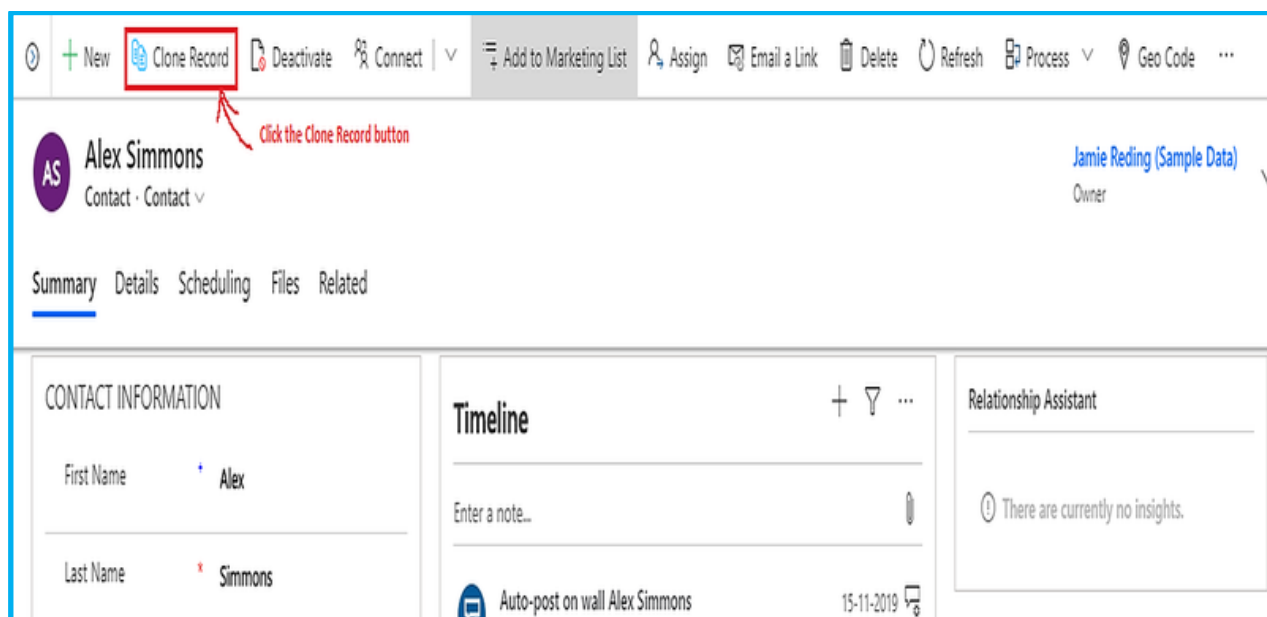 New Clone Record Deactivate Connect Add to Marketing List Assign Email a Link Delete Refresh Process Geo Code ...
Click the Clone Record button
AS
Alex Simmons
Contact · Contact
Jamie Reding (Sample Data)
Owner
Summary Details Scheduling Files Related
CONTACT INFORMATION
First Name + Alex
Last Name * Simmons
Timeline
Enter a note...
Auto-post on wall Alex Simmons 15-11-2019
Relationship Assistant
There are currently no insights.